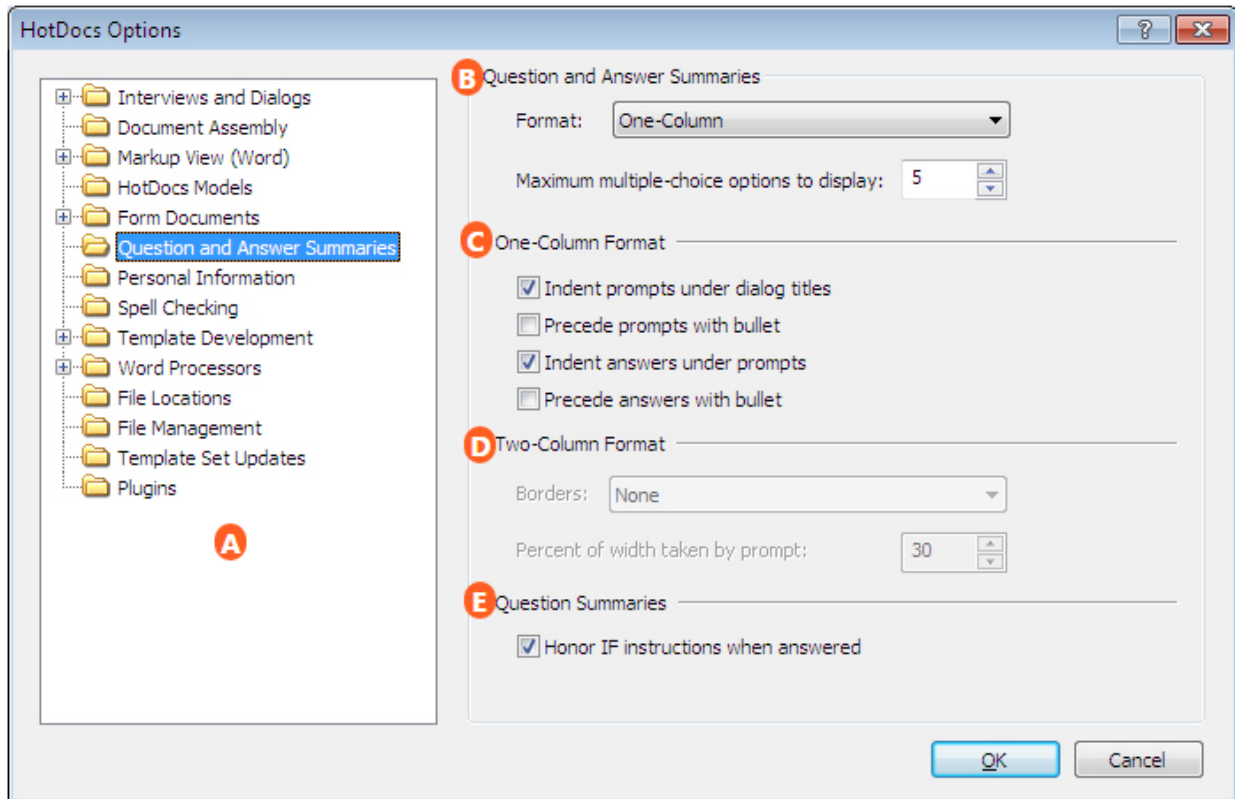 HotDocs Options
Interviews and Dialogs
Document Assembly
Markup View (Word)
HotDocs Models
Form Documents
Question and Answer Summaries
Personal Information
Spell Checking
Template Development
Word Processors
File Locations
File Management
Template Set Updates
Plugins
A
B Question and Answer Summaries
Format: One-Column
Maximum multiple-choice options to display: 5
C One-Column Format
Indent prompts under dialog titles
Precede prompts with bullet
Indent answers under prompts
Precede answers with bullet
D Two-Column Format
Borders: None
Percent of width taken by prompt: 30
E Question Summaries
Honor IF instructions when answered
OK Cancel